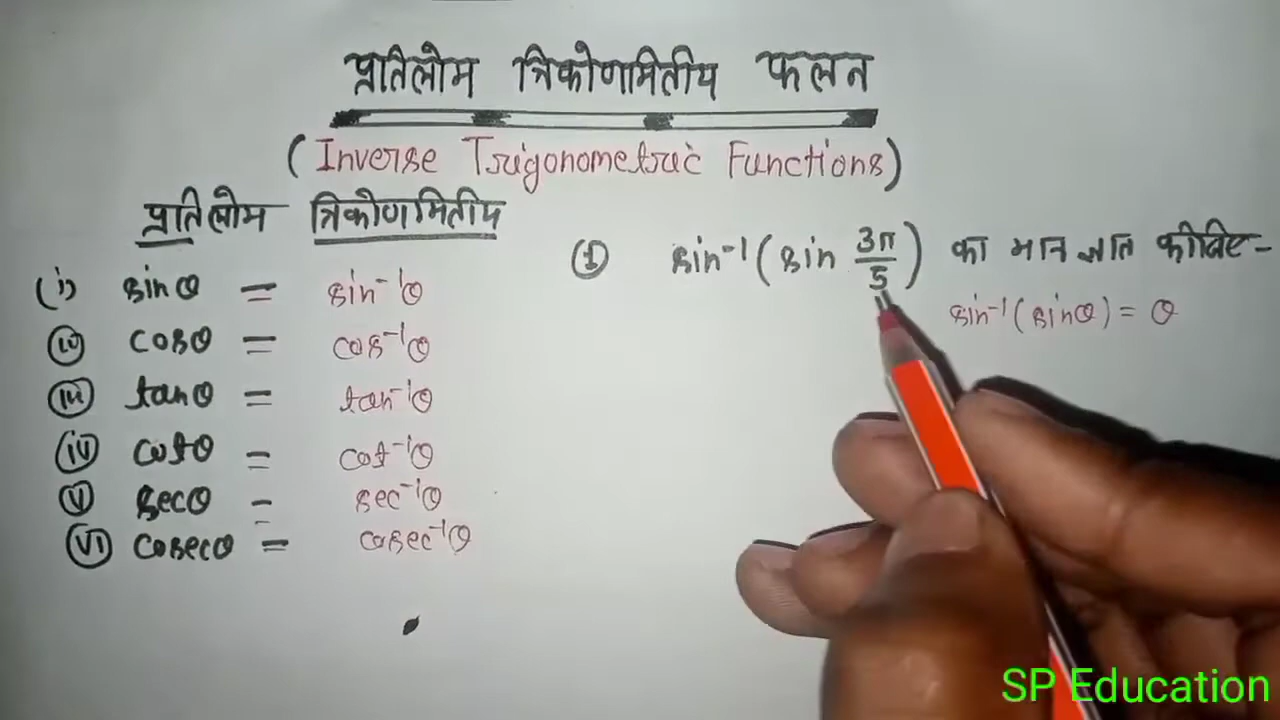 प्रतिलोम त्रिकोणमितीय फलन
(Inverse Trigonometric Functions)
प्रतिलोम त्रिकोणमितीय
(i) sinθ = sin⁻¹θ
(ii) cosθ = cos⁻¹θ
(iii) tanθ = tan⁻¹θ
(iv) cotθ = cot⁻¹θ
(v) secθ = sec⁻¹θ
(vi) cosecθ = cosec⁻¹θ
(1) sin⁻¹(sin 3π/5) का मान ज्ञात कीजिए-
sin⁻¹(sinθ) = θ
SP Education